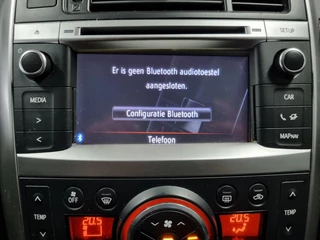 SETUP
Er is geen Bluetooth audiotoestel
aangesloten.
Configuratie Bluetooth
Telefoon
MEDIA
CAR
MAPNAV
OFF
TEMP
TEMP
20.5
20.5